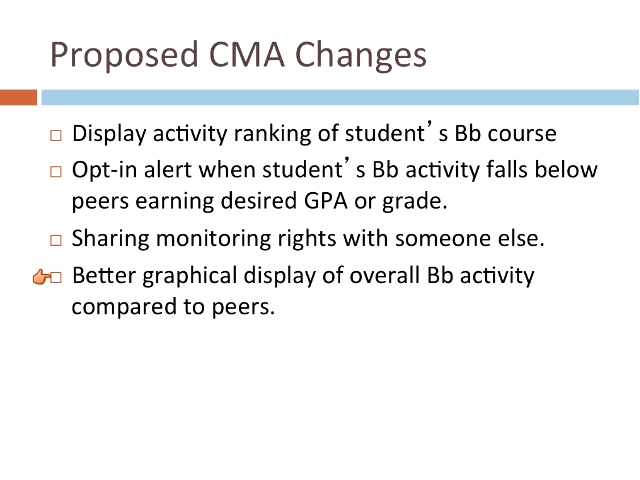 Proposed CMA Changes
□ Display activity ranking of student’s Bb course
□ Opt-in alert when student’s Bb activity falls below
peers earning desired GPA or grade.
□ Sharing monitoring rights with someone else.
□ Better graphical display of overall Bb activity
compared to peers.